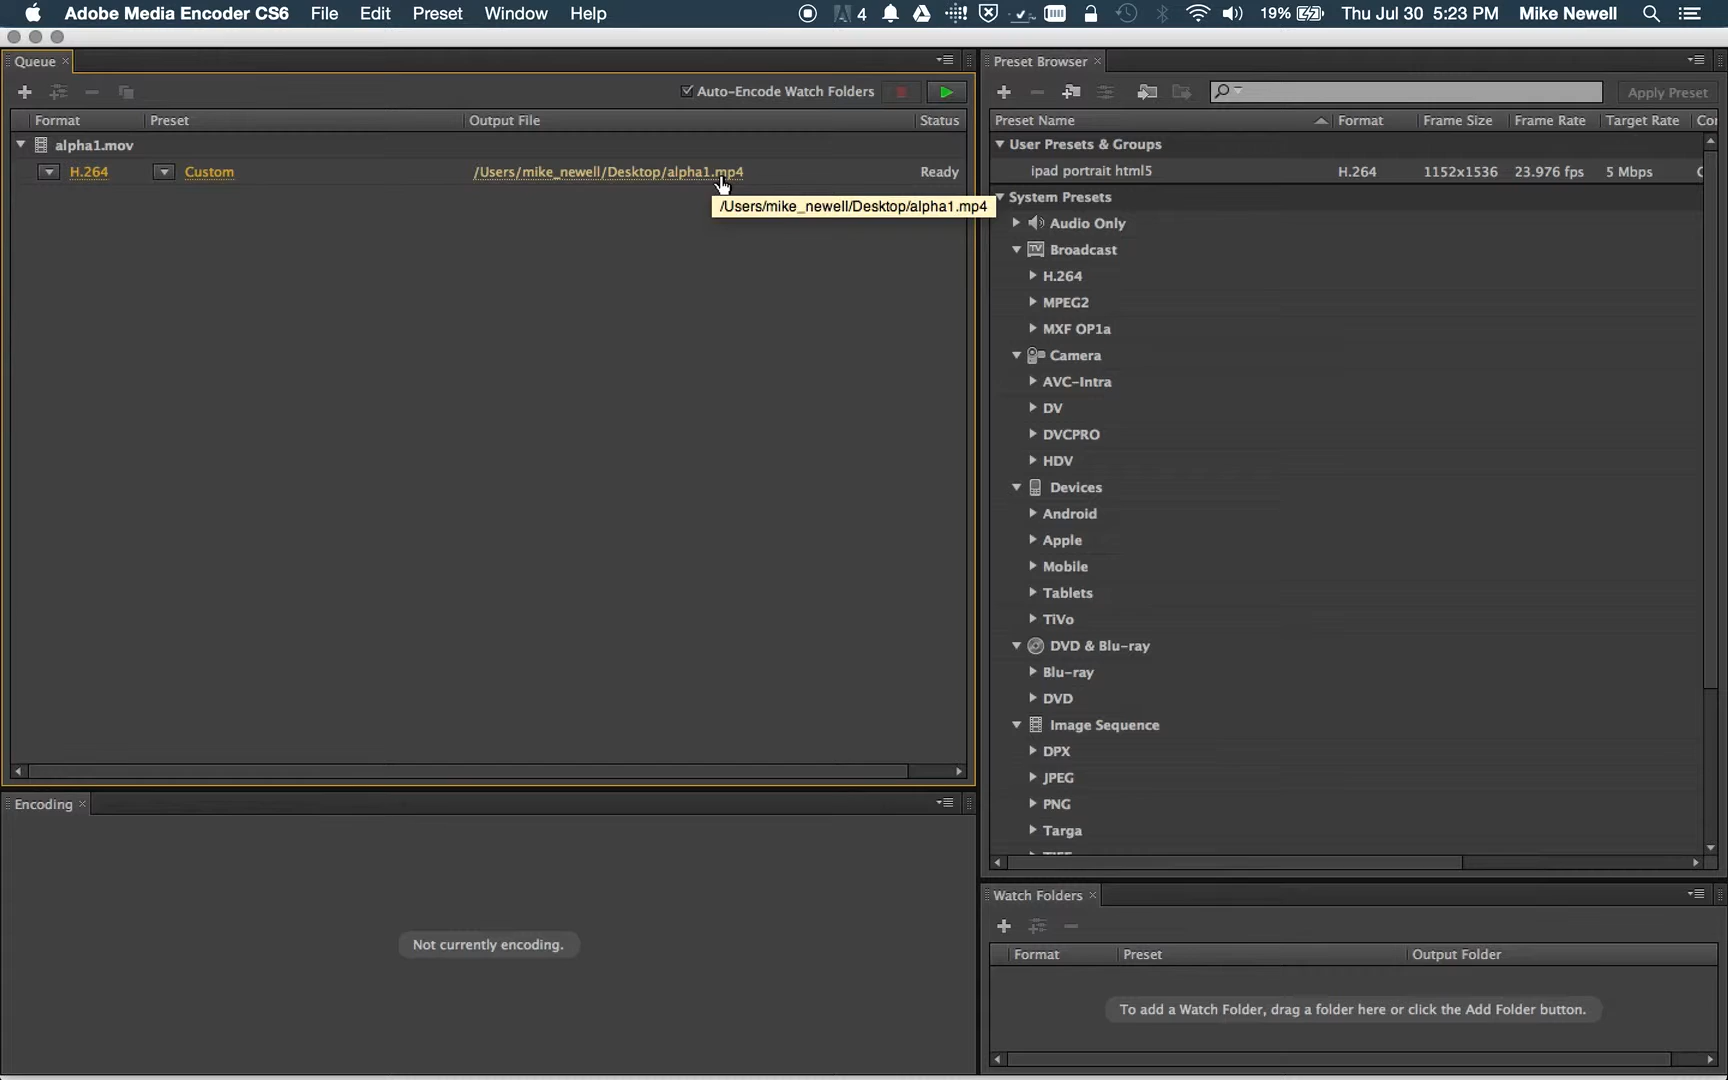 Adobe Media Encoder CS6 File Edit Preset Window Help 4 19% Thu Jul 30 5:23 PM Mike Newell
Queue
Auto-Encode Watch Folders
Format Preset Output File Status
alpha1.mov
H.264 Custom /Users/mike_newell/Desktop/alpha1.mp4 Ready
/Users/mike_newell/Desktop/alpha1.mp4
Encoding
Not currently encoding.
Preset Browser
Apply Preset
Preset Name Format Frame Size Frame Rate Target Rate Co
User Presets & Groups
ipad portrait html5 H.264 1152x1536 23.976 fps 5 Mbps C
System Presets
Audio Only
TV Broadcast
H.264
MPEG2
MXF OP1a
Camera
AVC-Intra
DV
DVCPRO
HDV
Devices
Android
Apple
Mobile
Tablets
TiVo
DVD & Blu-ray
Blu-ray
DVD
Image Sequence
DPX
JPEG
PNG
Targa
Watch Folders
Format Preset Output Folder
To add a Watch Folder, drag a folder here or click the Add Folder button.